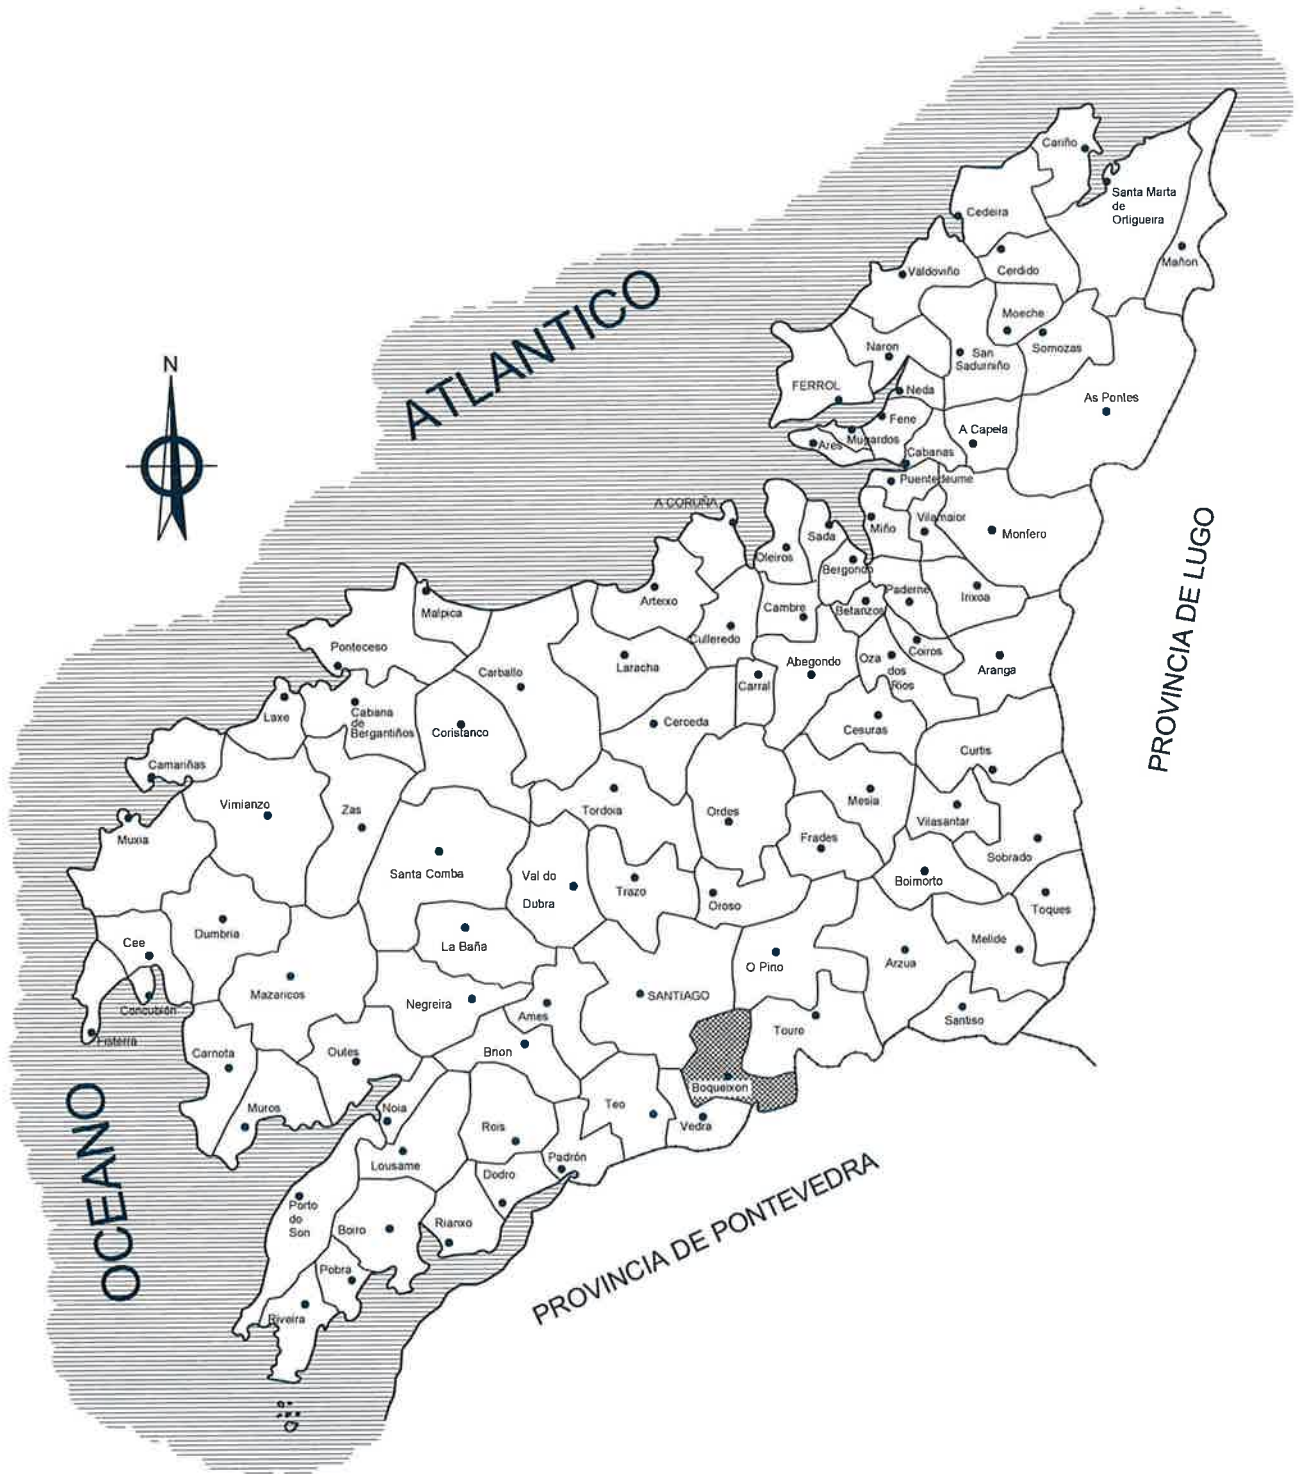 Cariño
Santa Marta
de
Ortigueira
Cedeira
Mañon
Valdoviño
Cerdido
ATLANTICO
Moeche
Somozas
N
Naron
San
Sadurniño
FERROL
Neda
As Pontes
Fene
Mugardos
A Capela
Ares
Cabanas
Puentedeume
A CORUÑA
Vilamaior
Miño
Sada
Monfero
Oleiros
Bergondo
PROVINCIA DE LUGO
Paderne
Irixoa
Arteixo
Cambre
Betanzos
Malpica
Culleredo
Ponteceso
Coiros
Laracha
Abegondo
Oza
dos
Rios
Aranga
Carballo
Carral
Laxe
Cabana
de
Bergantiños
Coristanco
Cerceda
Cesuras
Curtis
Camariñas
Vimianzo
Zas
Tordoia
Ordes
Mesia
Vilasantar
Muxia
Frades
Sobrado
Santa Comba
Val do
Dubra
Trazo
Boimorto
Oroso
Toques
Dumbria
Cee
La Baña
Melide
Arzua
O Pino
Mazaricos
Negreira
SANTIAGO
Concubión
Ames
Santiso
Toure
Fisterra
Carnota
Outes
Bnon
Boqueixon
OCEANO
Muros
Noia
Teo
Vedra
Rois
Lousame
Padrón
Dodro
PROVINCIA DE PONTEVEDRA
Porto
do
Son
Boiro
Rianxo
Pobra
Riveira